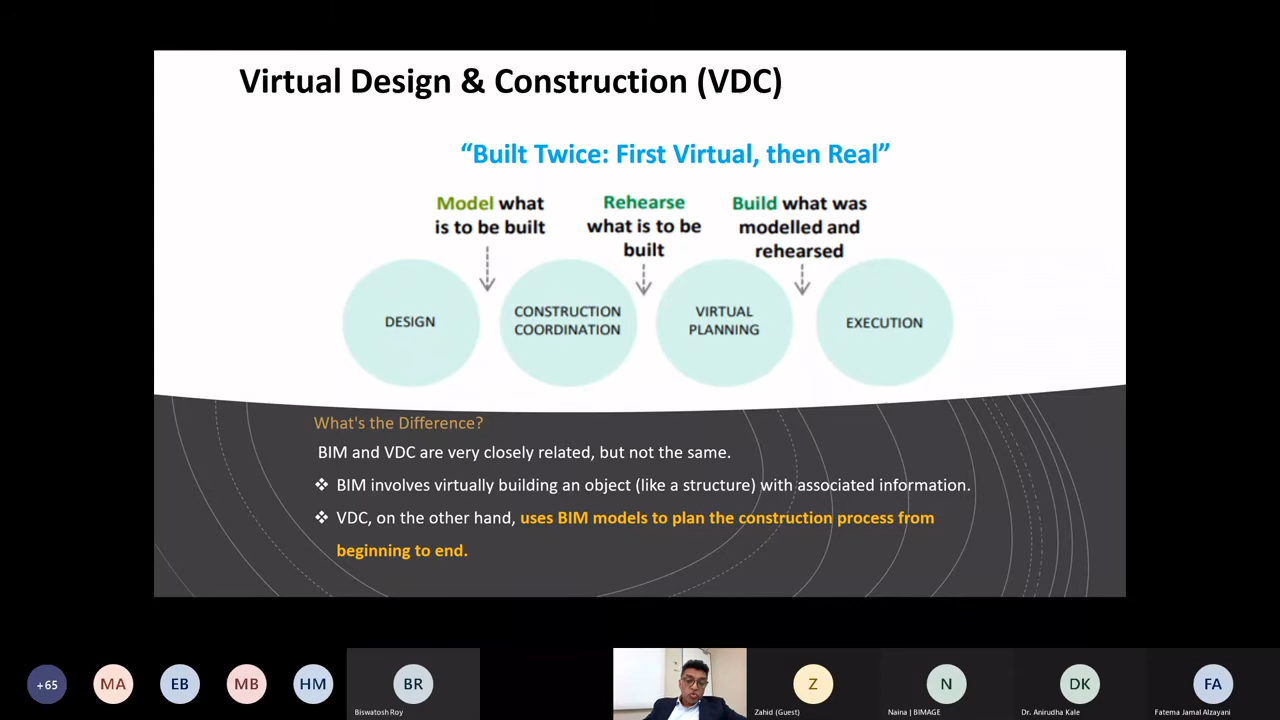 Virtual Design & Construction (VDC)
“Built Twice: First Virtual, then Real”
Model what
is to be built
Rehearse
what is to be
built
Build what was
modelled and
rehearsed
DESIGN
CONSTRUCTION
COORDINATION
VIRTUAL
PLANNING
EXECUTION
What's the Difference?
BIM and VDC are very closely related, but not the same.
❖ BIM involves virtually building an object (like a structure) with associated information.
❖ VDC, on the other hand, uses BIM models to plan the construction process from
beginning to end.
+65
MA
EB
MB
HM
BR
Biswatosh Roy
Z
Zahid (Guest)
N
Naina | BIMAGE
DK
Dr. Anirudha Kale
FA
Fatema Jamal Alzayani